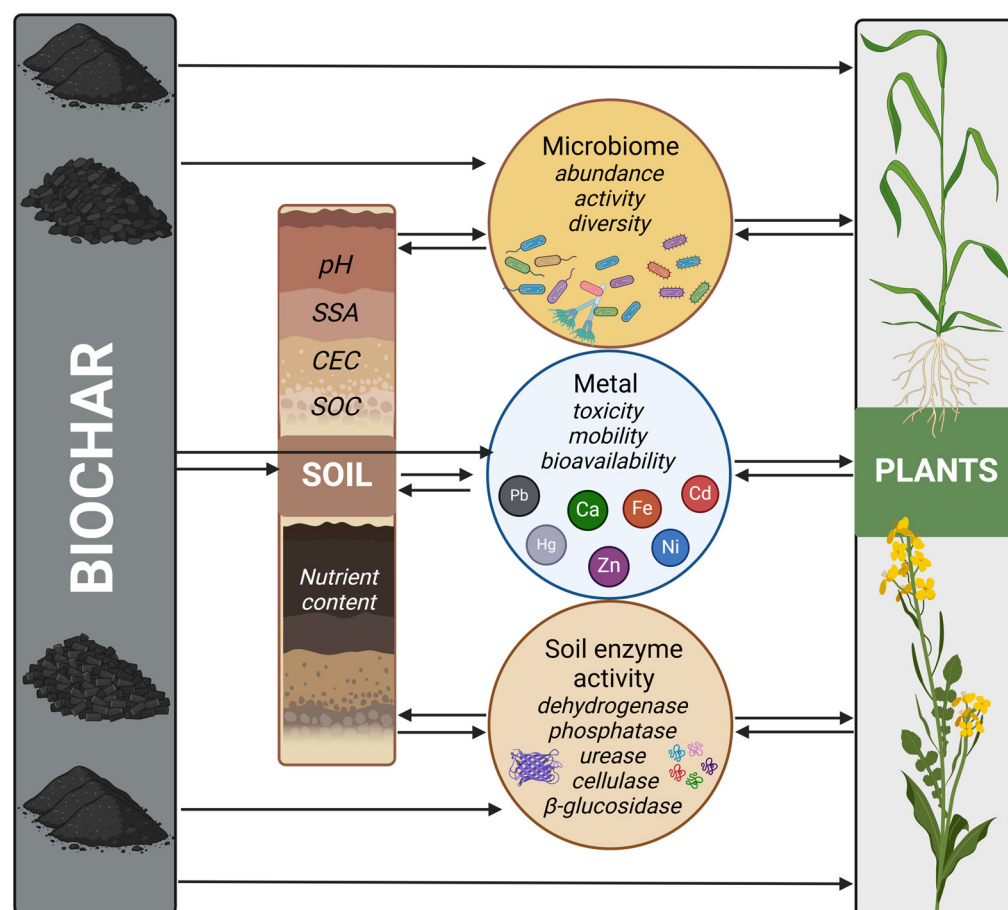 BIOCHAR
pH
SSA
CEC
SOC
SOIL
Nutrient
content
Microbiome
abundance
activity
diversity
Metal
toxicity
mobility
bioavailability
Pb
Ca
Fe
Cd
Hg
Zn
Ni
Soil enzyme
activity
dehydrogenase
phosphatase
urease
cellulase
β-glucosidase
PLANTS